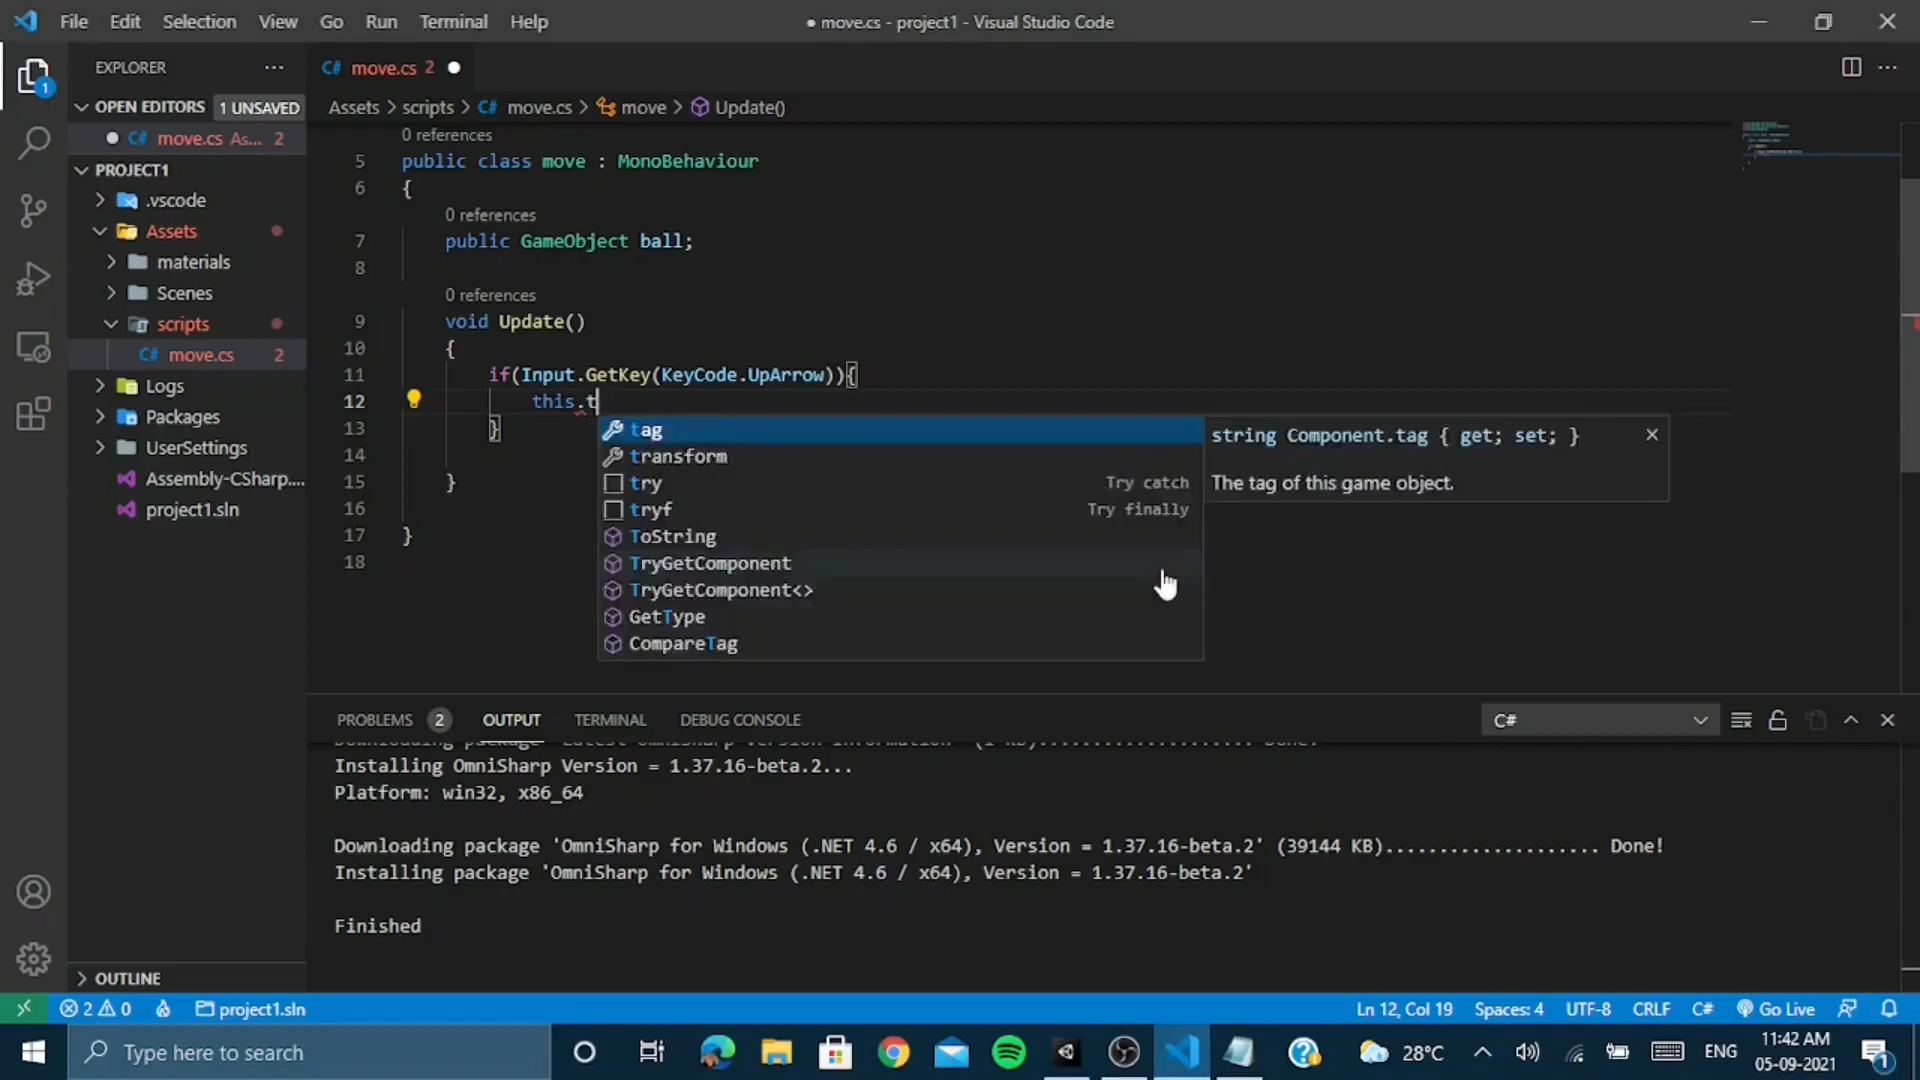 File Edit Selection View Go Run Terminal Help
● move.cs - project1 - Visual Studio Code
EXPLORER
C# move.cs 2
OPEN EDITORS 1 UNSAVED
C# move.cs As... 2
PROJECT1
.vscode
Assets
materials
Scenes
scripts
C# move.cs 2
Logs
Packages
UserSettings
Assembly-CSharp....
project1.sln
OUTLINE
Assets > scripts > C# move.cs > move > Update()
0 references
5 public class move : MonoBehaviour
6 {
0 references
7 public GameObject ball;
8
0 references
9 void Update()
10 {
11 if(Input.GetKey(KeyCode.UpArrow)){
12 this.t
13 }
14
15 }
16
17 }
18
tag
transform
try Try catch
tryf Try finally
ToString
TryGetComponent
TryGetComponent<>
GetType
CompareTag
string Component.tag { get; set; }
The tag of this game object.
PROBLEMS 2 OUTPUT TERMINAL DEBUG CONSOLE
C#
Installing OmniSharp Version = 1.37.16-beta.2...
Platform: win32, x86_64
Downloading package 'OmniSharp for Windows (.NET 4.6 / x64), Version = 1.37.16-beta.2' (39144 KB).................... Done!
Installing package 'OmniSharp for Windows (.NET 4.6 / x64), Version = 1.37.16-beta.2'
Finished
2 0 project1.sln
Ln 12, Col 19 Spaces: 4 UTF-8 CRLF C# Go Live
Type here to search
28°C ENG 11:42 AM
05-09-2021
1